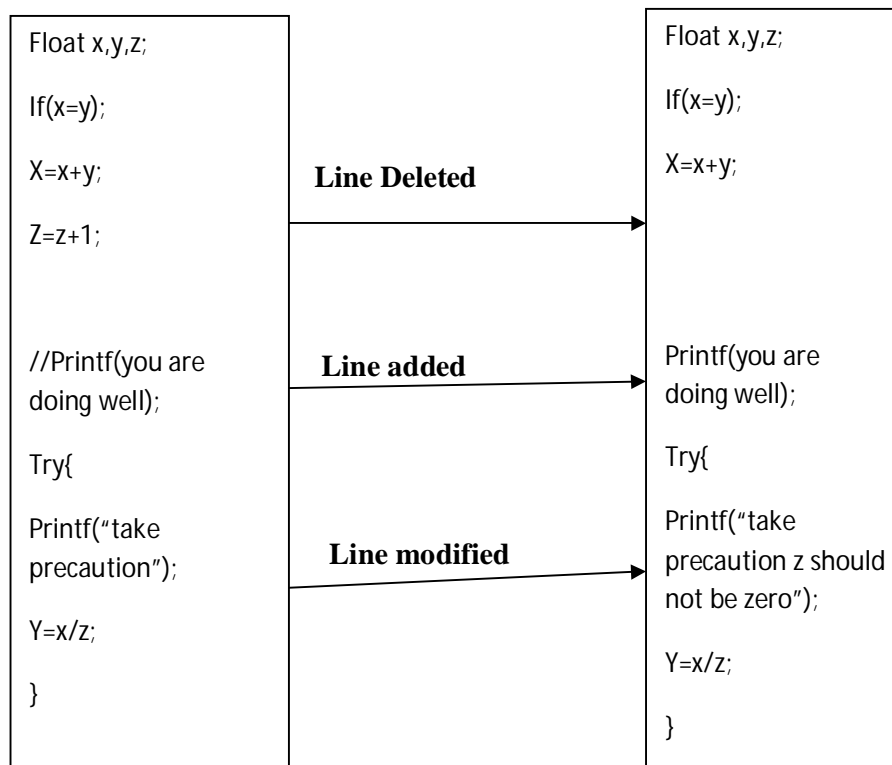 Float x,y,z;
If(x=y);
X=x+y;
Z=z+1;
//Printf(you are
doing well);
Try{
Printf(“take
precaution”);
Y=x/z;
}
Line Deleted
Line added
Line modified
Float x,y,z;
If(x=y);
X=x+y;
Printf(you are
doing well);
Try{
Printf(“take
precaution z should
not be zero”);
Y=x/z;
}